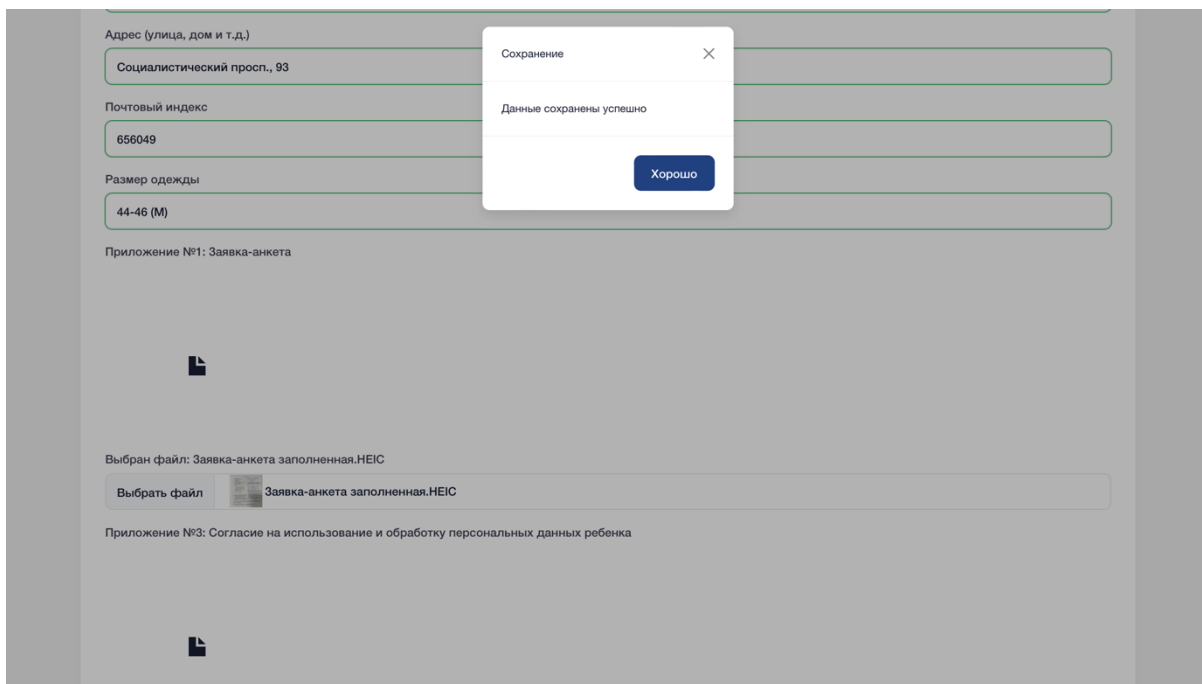 Адрес (улица, дом и т.д.)
Социалистический просп., 93
Почтовый индекс
656049
Размер одежды
44-46 (M)
Сохранение
Данные сохранены успешно
Хорошо
Приложение №1: Заявка-анкета
Выбран файл: Заявка-анкета заполненная.HEIC
Выбрать файл Заявка-анкета заполненная.HEIC
Приложение №3: Согласие на использование и обработку персональных данных ребенка